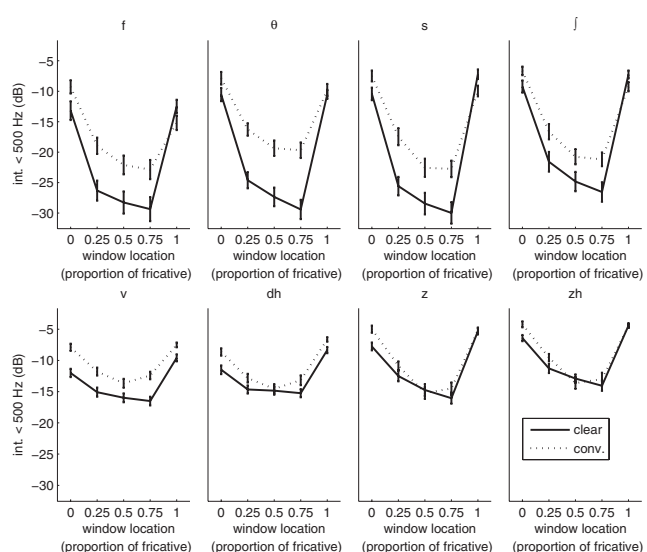 f θ s ∫
int. < 500 Hz (dB)
−5
−10
−15
−20
−25
−30
0 0.25 0.5 0.75 1 0 0.25 0.5 0.75 1 0 0.25 0.5 0.75 1 0 0.25 0.5 0.75 1
window location window location window location window location
(proportion of fricative) (proportion of fricative) (proportion of fricative) (proportion of fricative)
v dh z zh
int. < 500 Hz (dB)
−5
−10
−15
−20
−25
−30
clear
conv.
0 0.25 0.5 0.75 1 0 0.25 0.5 0.75 1 0 0.25 0.5 0.75 1 0 0.25 0.5 0.75 1
window location window location window location window location
(proportion of fricative) (proportion of fricative) (proportion of fricative) (proportion of fricative)